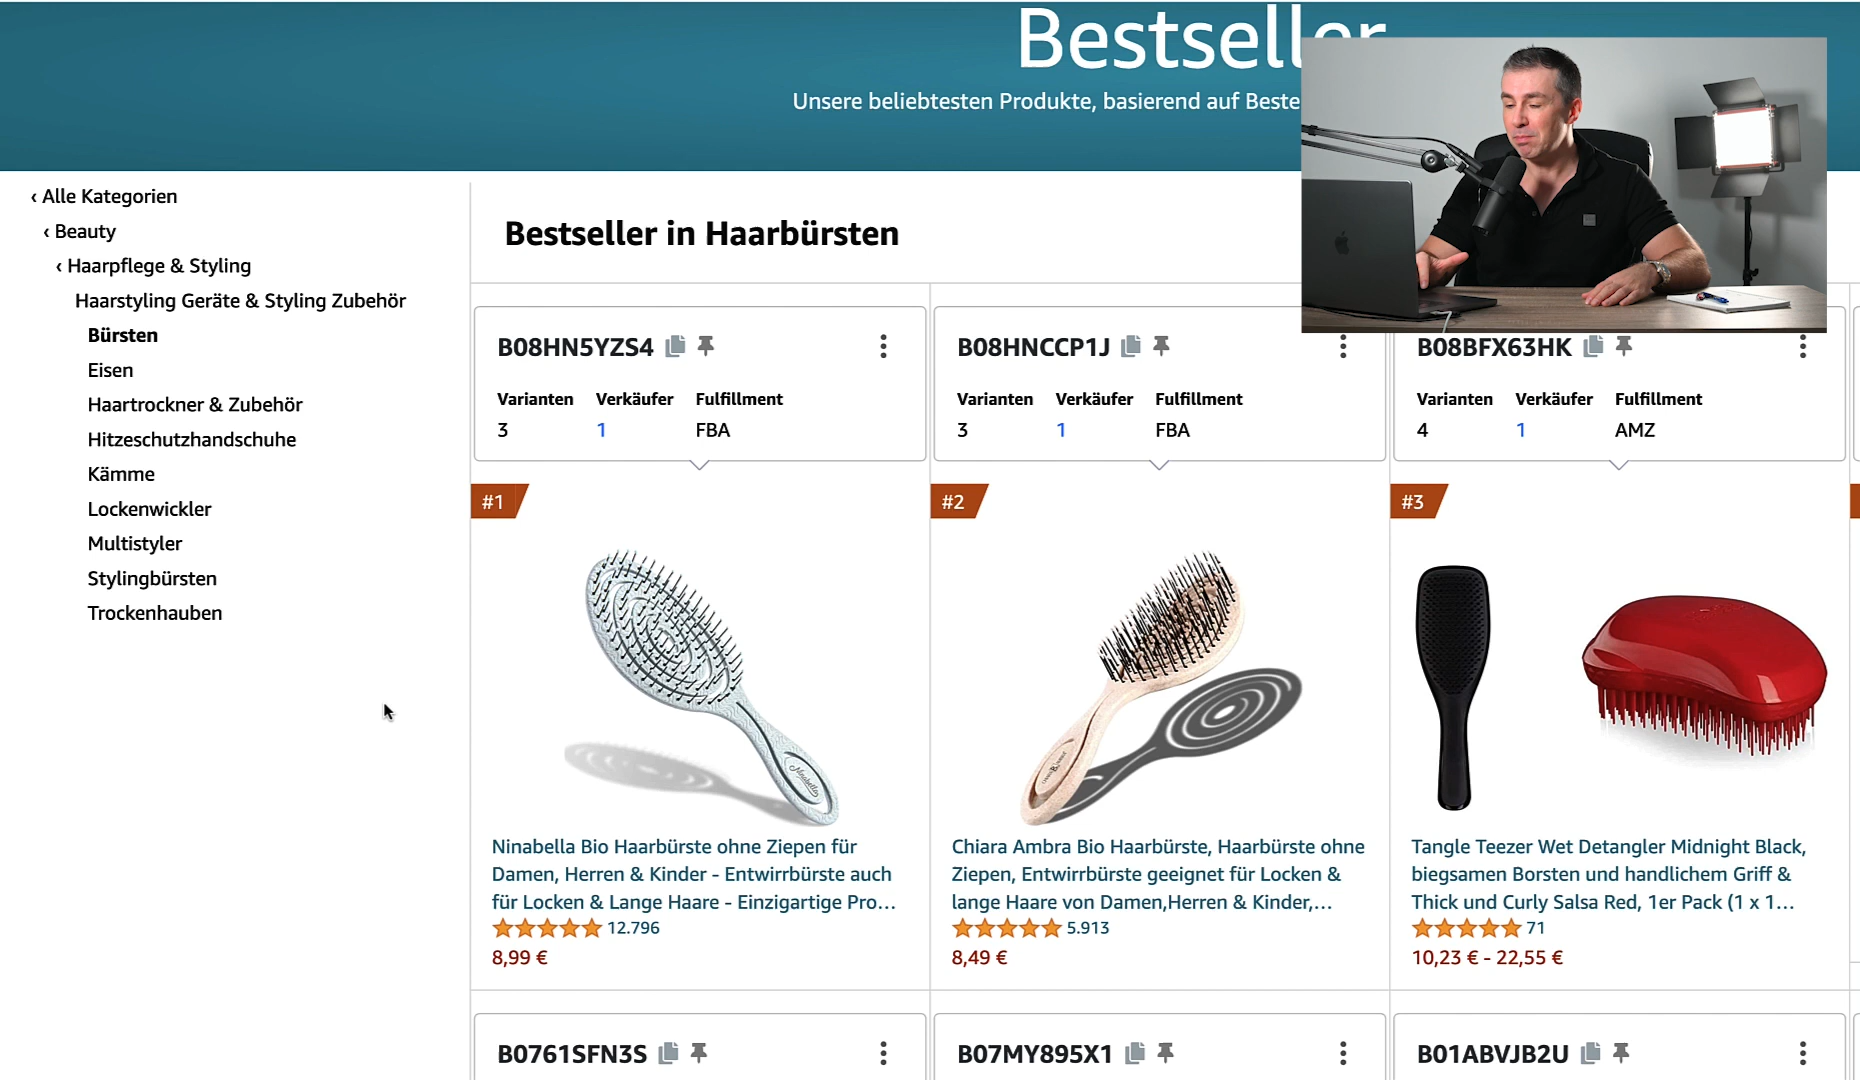 Bestseller
Unsere beliebtesten Produkte, basierend auf Beste
‹ Alle Kategorien
‹ Beauty
‹ Haarpflege & Styling
Haarstyling Geräte & Styling Zubehör
Bürsten
Eisen
Haartrockner & Zubehör
Hitzeschutzhandschuhe
Kämme
Lockenwickler
Multistyler
Stylingbürsten
Trockenhauben
Bestseller in Haarbürsten
B08HN5YZS4
Varianten Verkäufer Fulfillment
3 1 FBA
#1
Ninabella
Ninabella Bio Haarbürste ohne Ziepen für
Damen, Herren & Kinder - Entwirrbürste auch
für Locken & Lange Haare - Einzigartige Pro...
12.796
8,99 €
B08HNCCP1J
Varianten Verkäufer Fulfillment
3 1 FBA
#2
Chiara Ambra Bio Haarbürste, Haarbürste ohne
Ziepen, Entwirrbürste geeignet für Locken &
lange Haare von Damen,Herren & Kinder,...
5.913
8,49 €
B08BFX63HK
Varianten Verkäufer Fulfillment
4 1 AMZ
#3
Tangle Teezer Wet Detangler Midnight Black,
biegsamen Borsten und handlichem Griff &
Thick und Curly Salsa Red, 1er Pack (1 x 1...
71
10,23 € - 22,55 €
B0761SFN3S
B07MY895X1
B01ABVJB2U